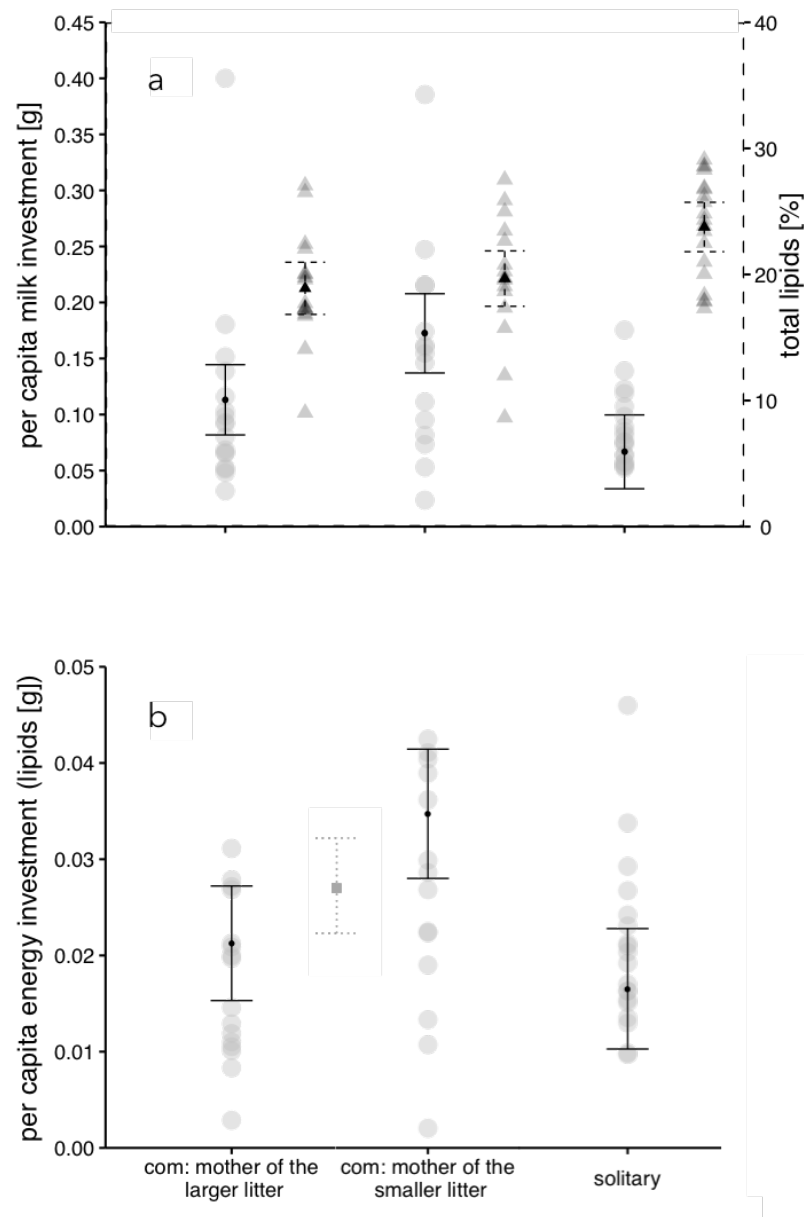 0.45
0.40
0.35
0.30
0.25
0.20
0.15
0.10
0.05
0.00
per capita milk investment [g]
a
40
30
20
10
0
total lipids [%]
0.05
0.04
0.03
0.02
0.01
0.00
per capita energy investment (lipids [g])
b
com: mother of the
larger litter
com: mother of the
smaller litter
solitary